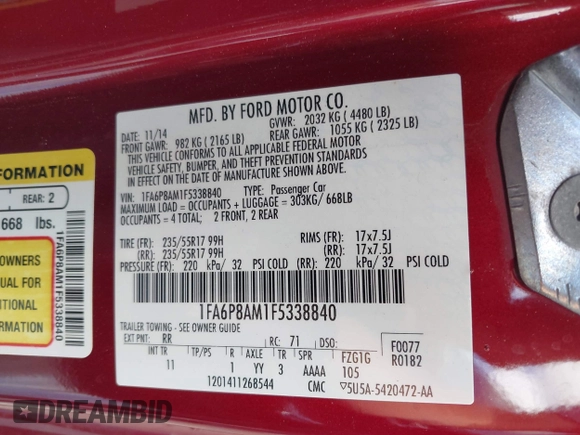 MFD. BY FORD MOTOR CO.
DATE: 11/14
GVWR: 2032 KG ( 4480 LB)
FRONT GAWR: 982 KG ( 2165 LB)
REAR GAWR: 1055 KG ( 2325 LB)
THIS VEHICLE CONFORMS TO ALL APPLICABLE FEDERAL MOTOR
VEHICLE SAFETY, BUMPER, AND THEFT PREVENTION STANDARDS
IN EFFECT ON THE DATE OF MANUFACTURE SHOWN ABOVE.
VIN: 1FA6P8AM1F5338840 TYPE: Passenger Car
MAXIMUM LOAD = OCCUPANTS + LUGGAGE = 303KG/ 668LB
OCCUPANTS = 4 TOTAL; 2 FRONT, 2 REAR
TIRE (FR): 235/55R17 99H RIMS (FR): 17x7.5J
(RR): 235/55R17 99H (RR): 17x7.5J
PRESSURE (FR): 220 kPa/ 32 PSI COLD (RR): 220 kPa/ 32 PSI COLD
1FA6P8AM1F5338840
TRAILER TOWING - SEE OWNER GUIDE
EXT PNT: RR RC: 71 DSO: F0077
INT TR TP/PS R AXLE TR SPR FZG1G R0182
11 1 YY 3 AAAA 105
1201411268544 CMC 5U5A-5420472-AA
FORMATION
REAR: 2
668 lbs.
OWNERS
UAL FOR
ITIONAL
RMATION
1FA6P8AM1F5338840
DREAMBID